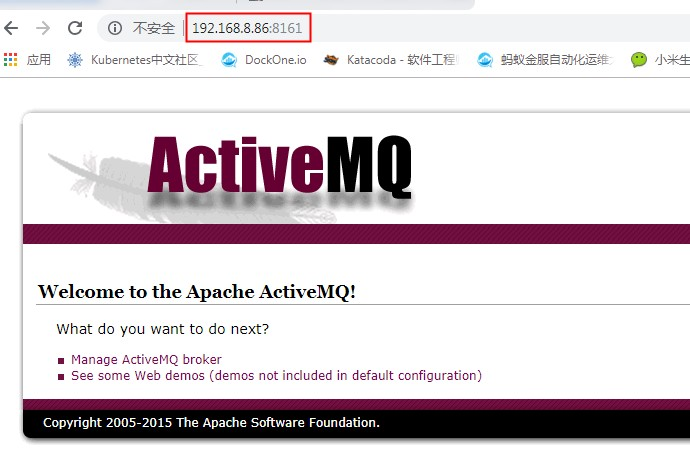 不安全 192.168.8.86:8161
应用 Kubernetes中文社区 DockOne.io Katacoda - 软件工程 蚂蚁金服自动化运维 小米生
ActiveMQ
Welcome to the Apache ActiveMQ!
What do you want to do next?
Manage ActiveMQ broker
See some Web demos (demos not included in default configuration)
Copyright 2005-2015 The Apache Software Foundation.